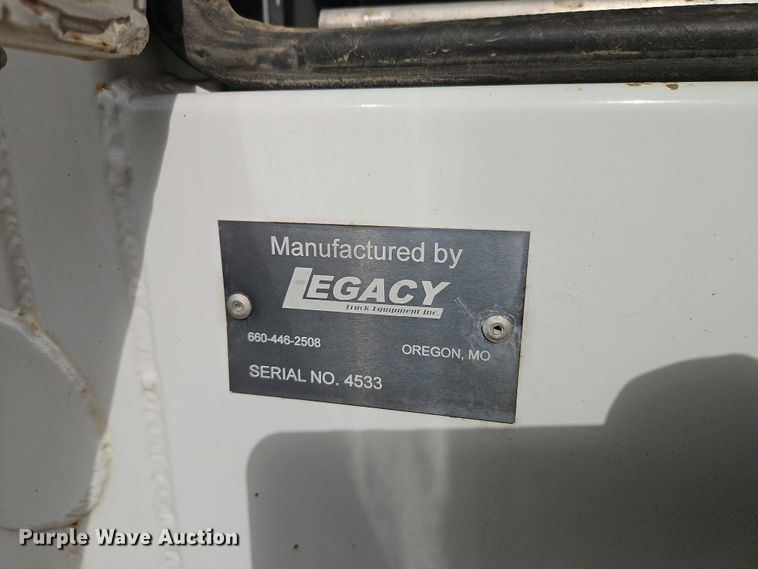 Manufactured by
LEGACY
Truck Equipment Inc.
660-446-2508
OREGON, MO
SERIAL NO. 4533
Purple Wave Auction